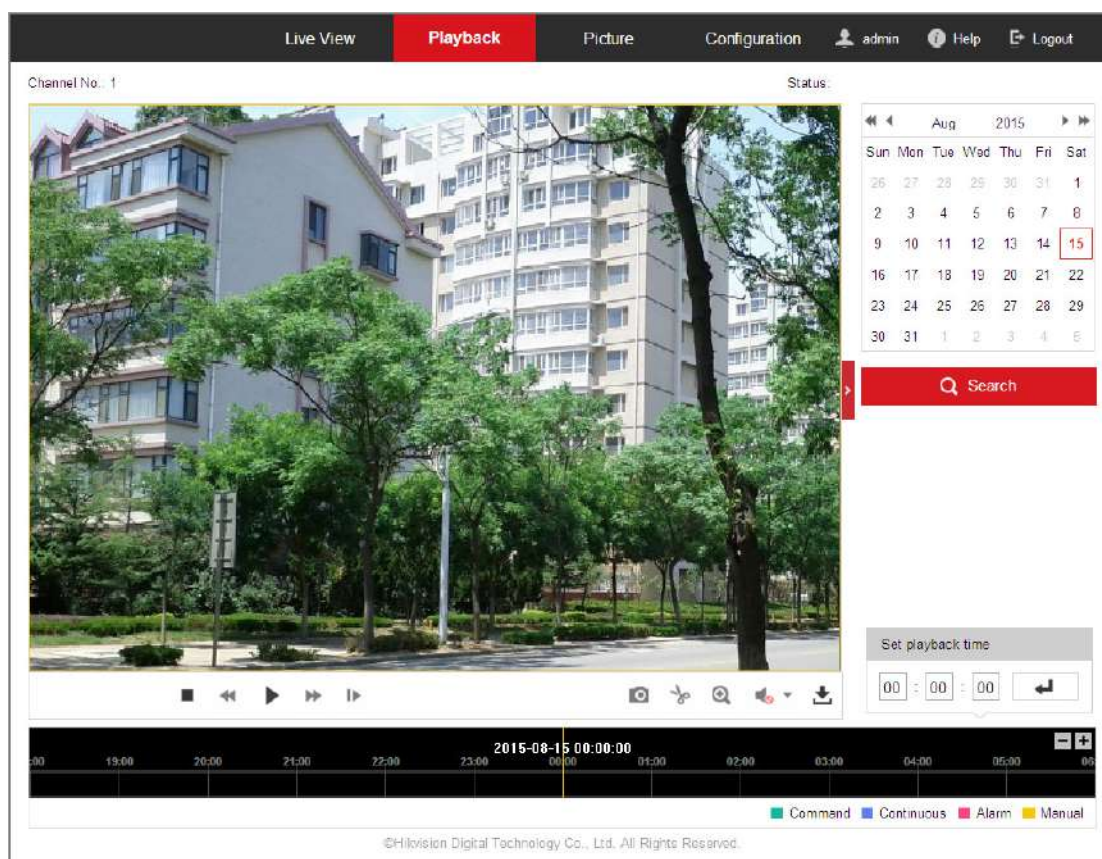 Live View Playback Picture Configuration admin Help Logout
Channel No.: 1 Status:
Aug 2015
Sun Mon Tue Wed Thu Fri Sat
26 27 28 29 30 31 1
2 3 4 5 6 7 8
9 10 11 12 13 14 15
16 17 18 19 20 21 22
23 24 25 26 27 28 29
30 31 1 2 3 4 5
Search
Set playback time
00 : 00 : 00
2015-08-15 00:00:00
:00 19:00 20:00 21:00 22:00 23:00 00:00 01:00 02:00 03:00 04:00 05:00 06:
Command Continuous Alarm Manual
©Hikvision Digital Technology Co., Ltd. All Rights Reserved.